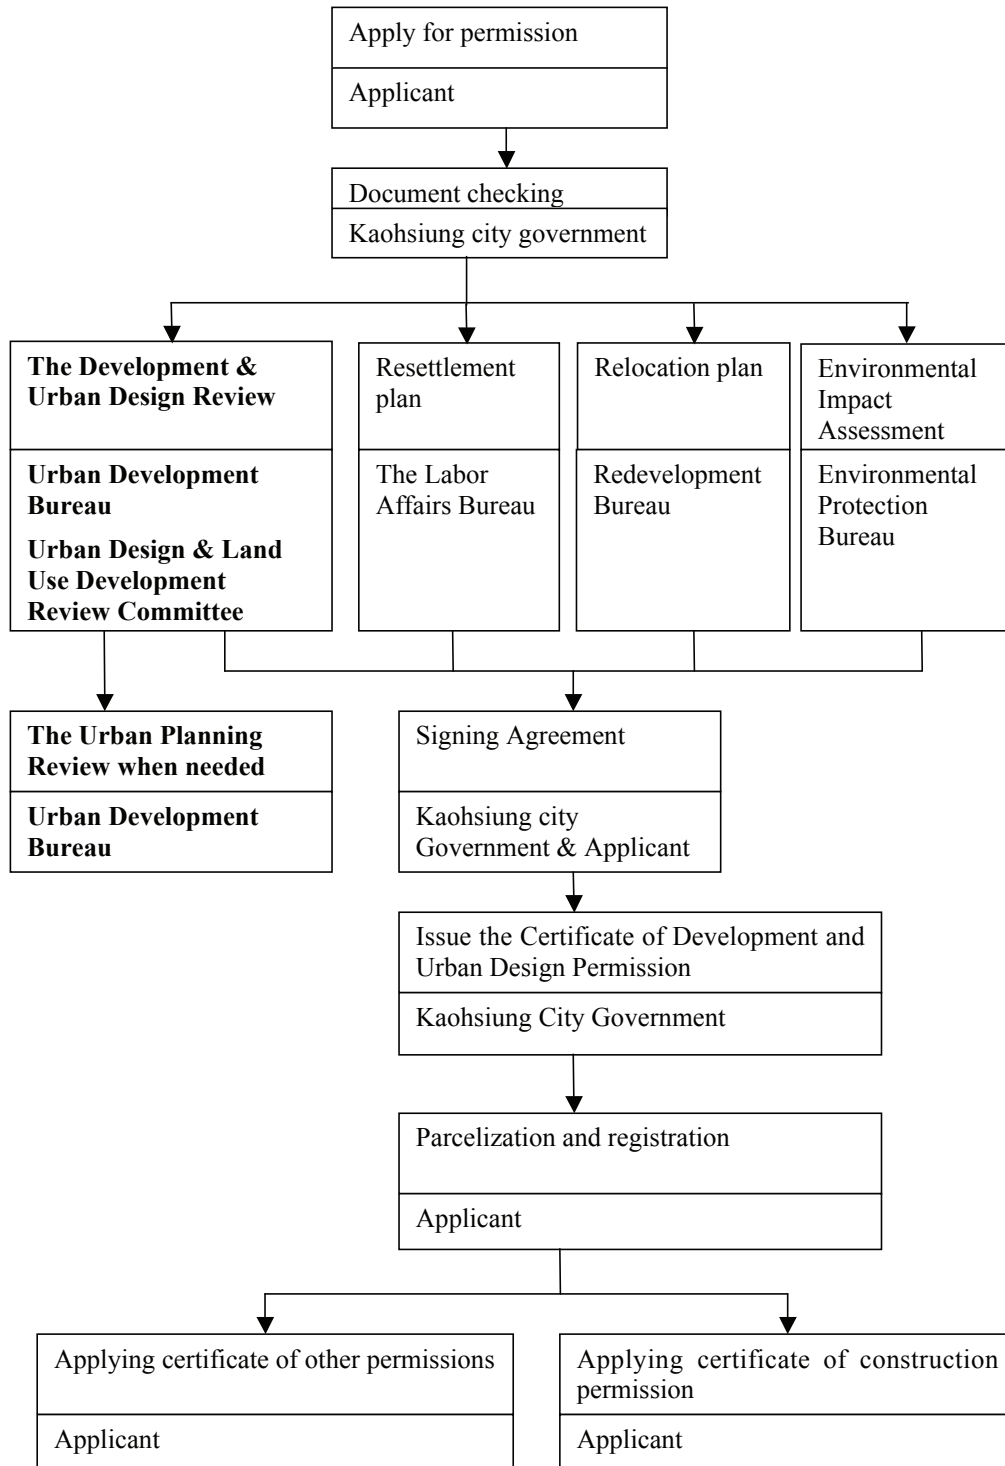 Apply for permission
Applicant
Document checking
Kaohsiung city government
The Development &
Urban Design Review
Urban Development
Bureau
Urban Design & Land
Use Development
Review Committee
Resettlement
plan
The Labor
Affairs Bureau
Relocation plan
Redevelopment
Bureau
Environmental
Impact
Assessment
Environmental
Protection
Bureau
The Urban Planning
Review when needed
Urban Development
Bureau
Signing Agreement
Kaohsiung city
Government & Applicant
Issue the Certificate of Development and
Urban Design Permission
Kaohsiung City Government
Parcelization and registration
Applicant
Applying certificate of other permissions
Applicant
Applying certificate of construction
permission
Applicant